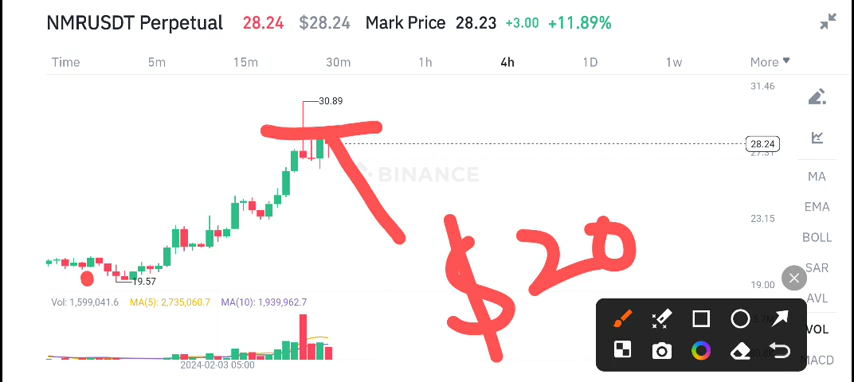 NMRUSDT Perpetual 28.24 $28.24 Mark Price 28.23 +3.00 +11.89%
Time 5m 15m 30m 1h 4h 1D 1w More
31.46
30.89
28.24
BINANCE
MA
EMA
23.15
BOLL
$20
SAR
19.57
19.00
AVL
Vol: 1,599,041.6 MA(5): 2,735,060.7 MA(10): 1,939,962.7
VOL
MACD
2024-02-03 05:00